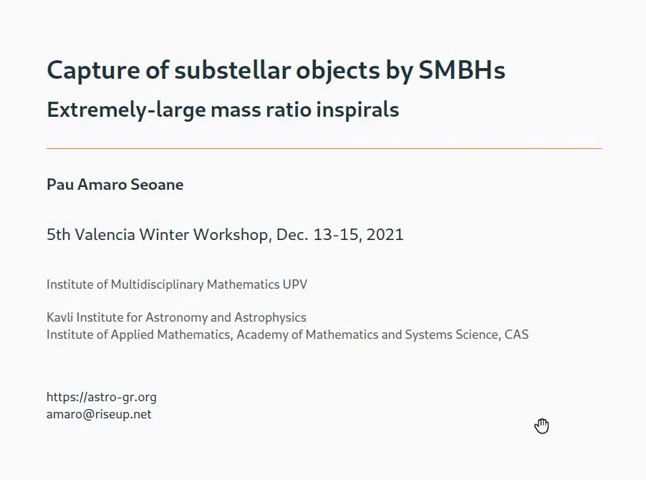 Capture of substellar objects by SMBHs
Extremely-large mass ratio inspirals
Pau Amaro Seoane
5th Valencia Winter Workshop, Dec. 13-15, 2021
Institute of Multidisciplinary Mathematics UPV
Kavli Institute for Astronomy and Astrophysics
Institute of Applied Mathematics, Academy of Mathematics and Systems Science, CAS
https://astro-gr.org
amaro@riseup.net